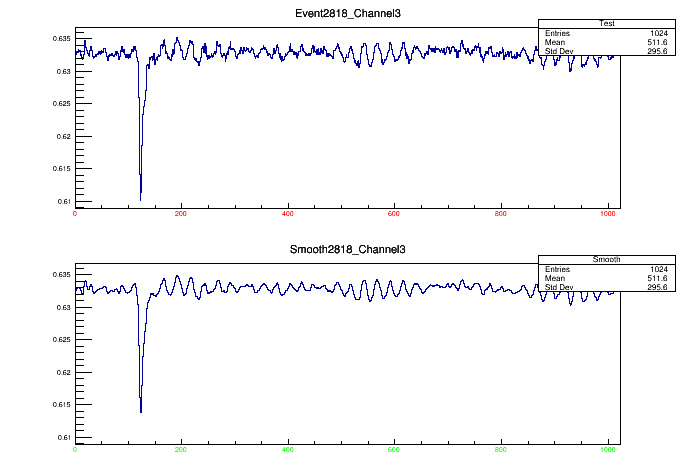 Event2818_Channel3
Test
Entries 1024
Mean 511.6
Std Dev 295.6
0.635
0.63
0.625
0.62
0.615
0.61
0 200 400 600 800 1000
Smooth2818_Channel3
Smooth
Entries 1024
Mean 511.6
Std Dev 295.6
0.635
0.63
0.625
0.62
0.615
0.61
0 200 400 600 800 1000